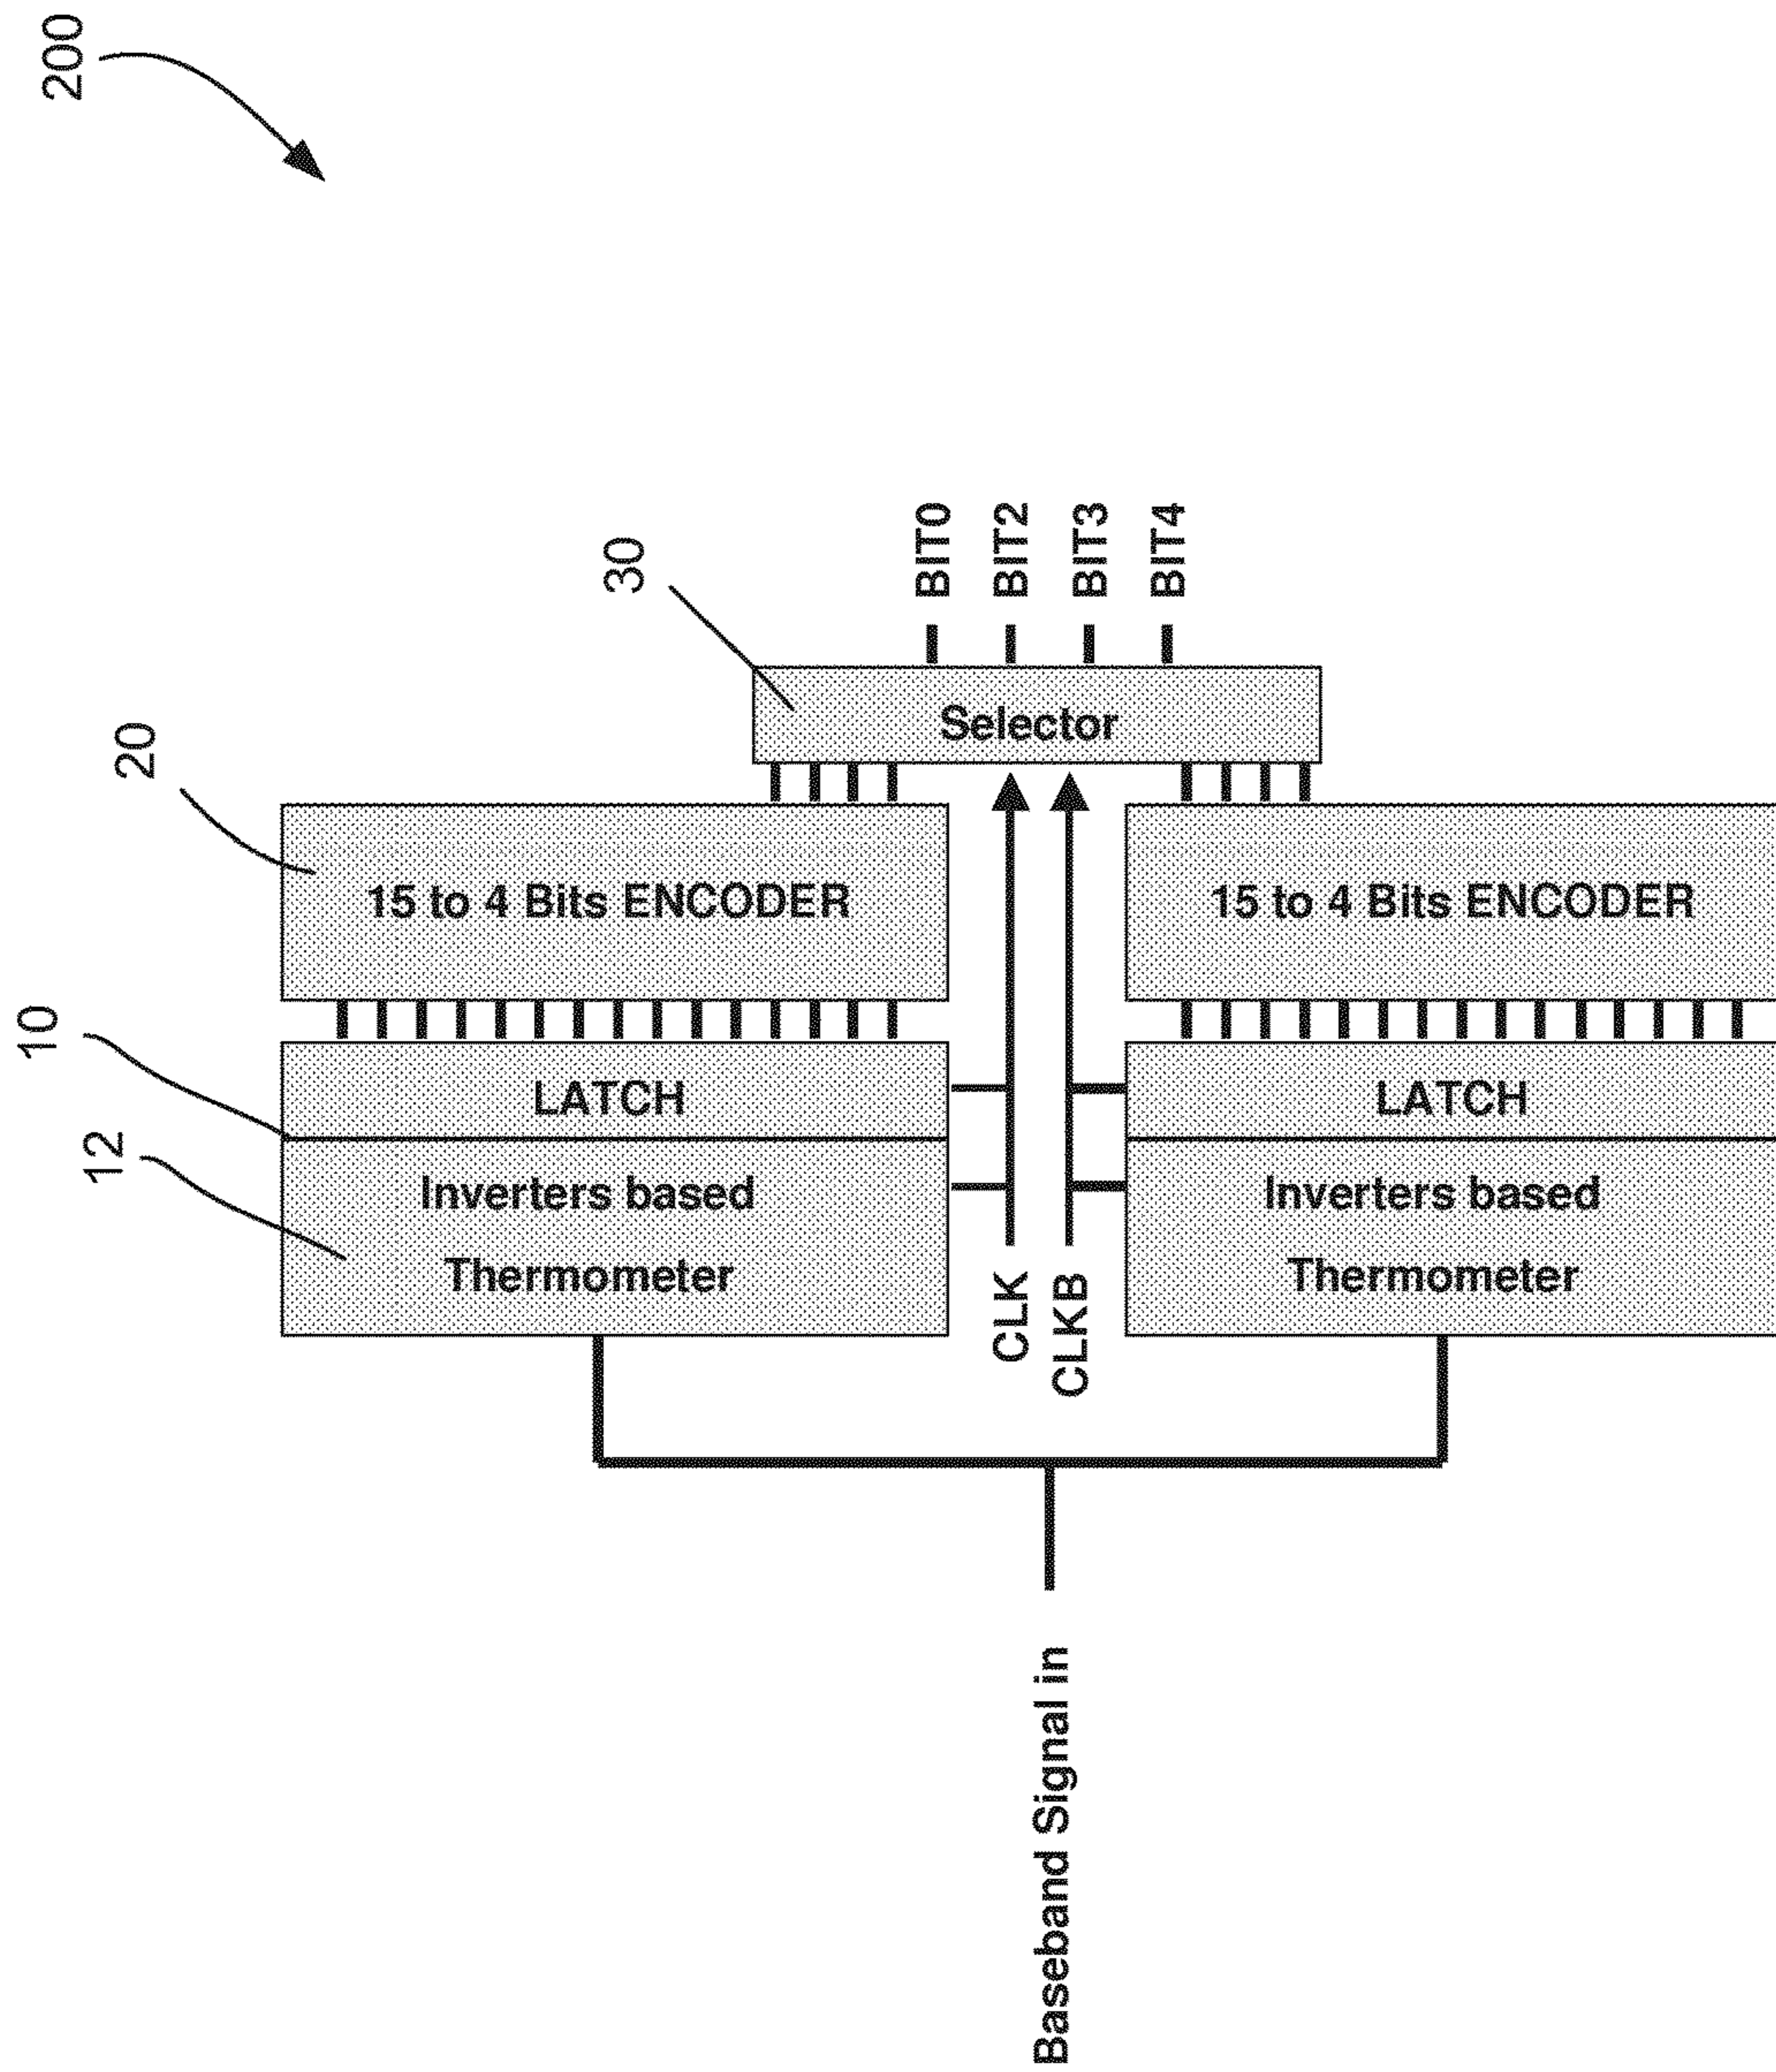 200
10
12
20
30
Inverters based
Thermometer
LATCH
15 to 4 Bits ENCODER
Selector
BIT0
BIT2
BIT3
BIT4
CLK
CLKB
Baseband Signal in
Inverters based
Thermometer
LATCH
15 to 4 Bits ENCODER